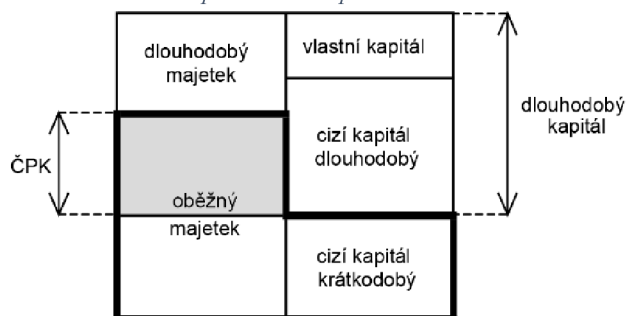 dlouhodobý
majetek
vlastní kapitál
dlouhodobý
kapitál
ČPK
cizí kapitál
dlouhodobý
oběžný
majetek
cizí kapitál
krátkodobý